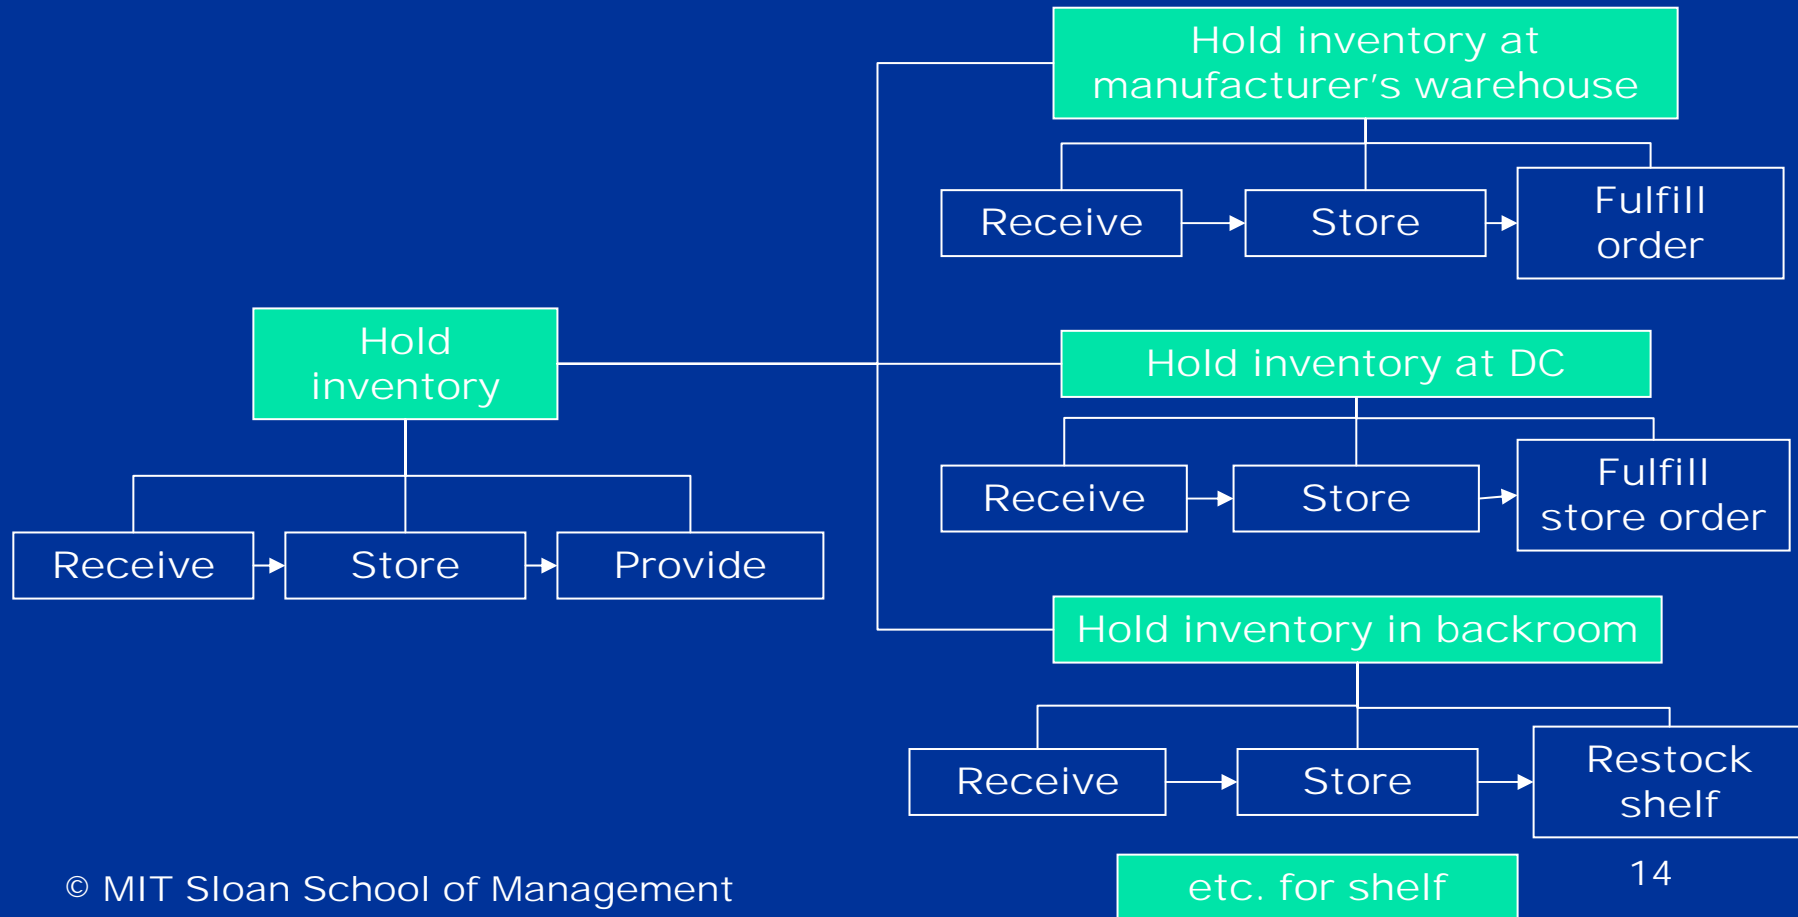 Hold inventory at
manufacturer's warehouse
Receive
Store
Fulfill
order
Hold
inventory
Receive
Store
Provide
Hold inventory at DC
Receive
Store
Fulfill
store order
Hold inventory in backroom
Receive
Store
Restock
shelf
etc. for shelf
© MIT Sloan School of Management
14